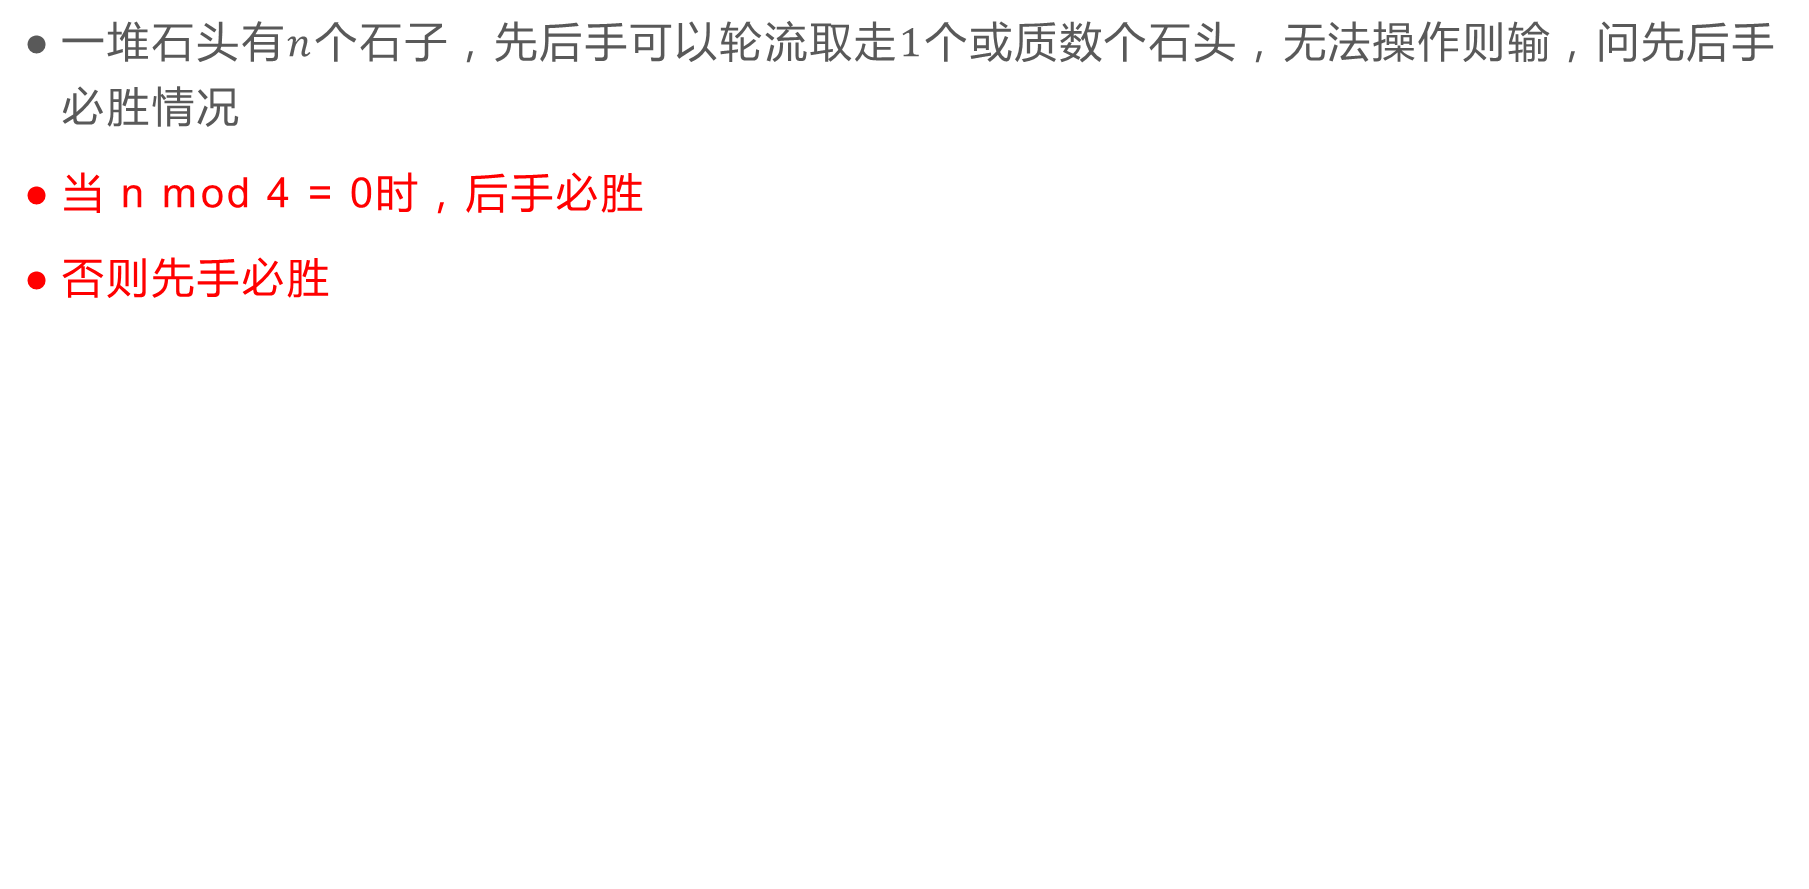 • 一堆石头有n个石子，先后手可以轮流取走1个或质数个石头，无法操作则输，问先后手
必胜情况
• 当 n mod 4 = 0时，后手必胜
• 否则先手必胜